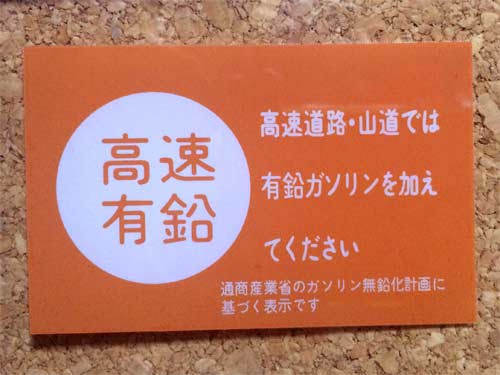 高速
有鉛
高速道路・山道では
有鉛ガソリンを加え
てください
通商産業省のガソリン無鉛化計画に
基づく表示です